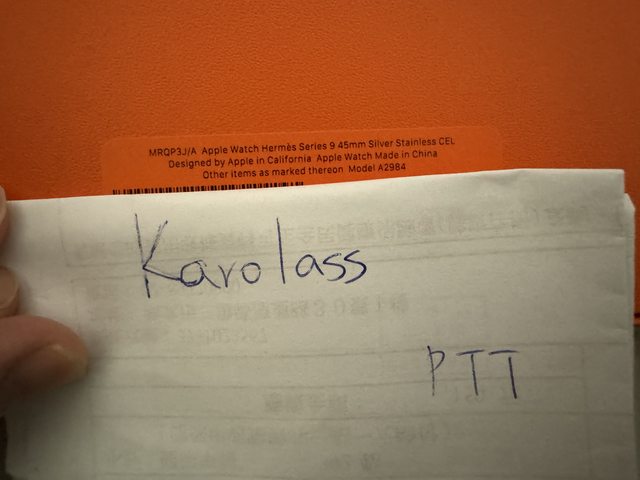 MRQP3J/A Apple Watch Hermès Series 9 45mm Silver Stainless CEL
Designed by Apple in California Apple Watch Made in China
Other items as marked thereon Model A2984
Karolass
PTT